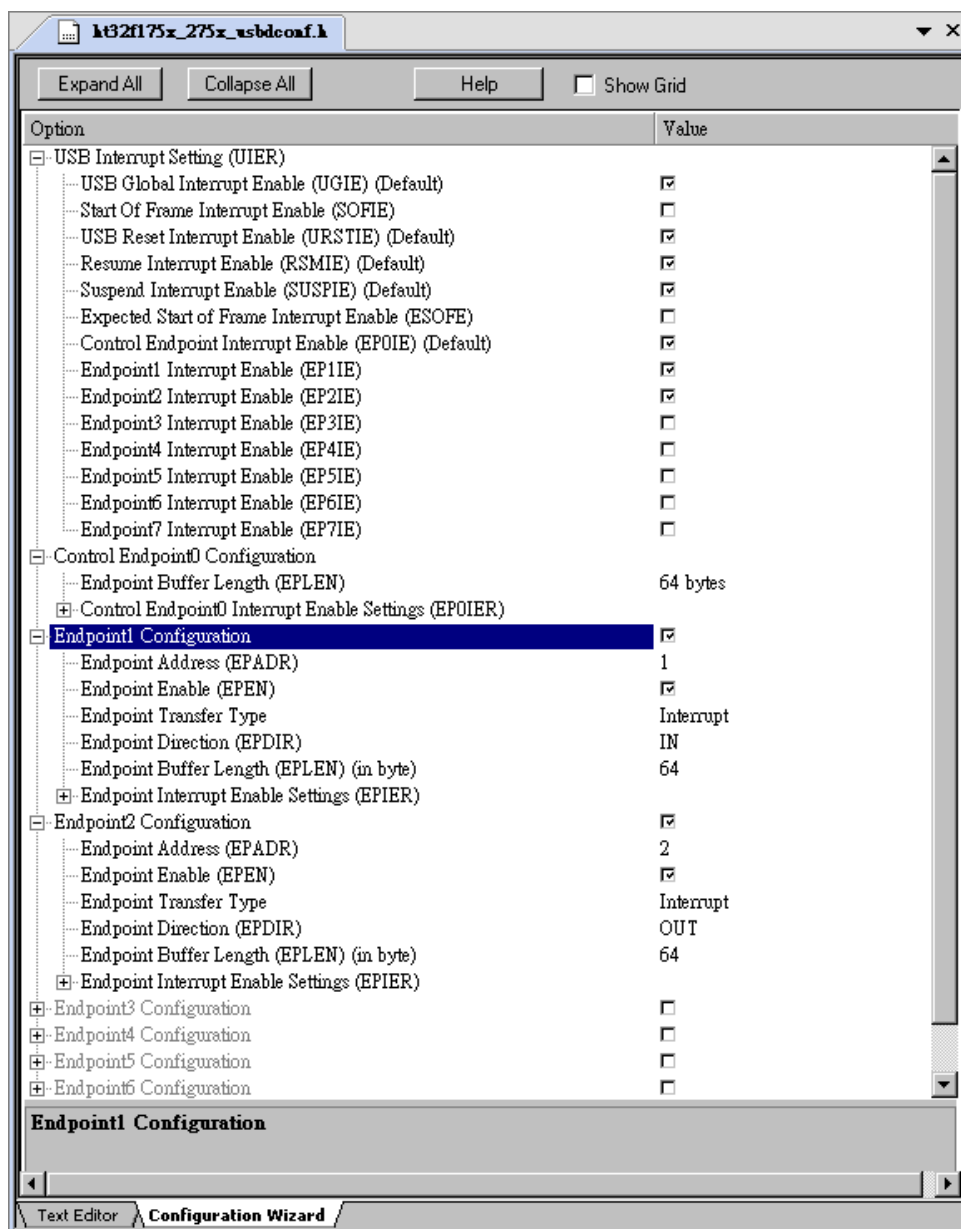 ht32f175x_275x_usbdconf.h
Expand All Collapse All Help Show Grid
Option Value
USB Interrupt Setting (UIER)
USB Global Interrupt Enable (UGIE) (Default)
Start Of Frame Interrupt Enable (SOFIE)
USB Reset Interrupt Enable (URSTIE) (Default)
Resume Interrupt Enable (RSMIE) (Default)
Suspend Interrupt Enable (SUSPIE) (Default)
Expected Start of Frame Interrupt Enable (ESOFE)
Control Endpoint Interrupt Enable (EP0IE) (Default)
Endpoint1 Interrupt Enable (EP1IE)
Endpoint2 Interrupt Enable (EP2IE)
Endpoint3 Interrupt Enable (EP3IE)
Endpoint4 Interrupt Enable (EP4IE)
Endpoint5 Interrupt Enable (EP5IE)
Endpoint6 Interrupt Enable (EP6IE)
Endpoint7 Interrupt Enable (EP7IE)
Control Endpoint0 Configuration
Endpoint Buffer Length (EPLEN) 64 bytes
Control Endpoint0 Interrupt Enable Settings (EP0IER)
Endpoint1 Configuration
Endpoint Address (EPADR) 1
Endpoint Enable (EPEN)
Endpoint Transfer Type Interrupt
Endpoint Direction (EPDIR) IN
Endpoint Buffer Length (EPLEN) (in byte) 64
Endpoint Interrupt Enable Settings (EPIER)
Endpoint2 Configuration
Endpoint Address (EPADR) 2
Endpoint Enable (EPEN)
Endpoint Transfer Type Interrupt
Endpoint Direction (EPDIR) OUT
Endpoint Buffer Length (EPLEN) (in byte) 64
Endpoint Interrupt Enable Settings (EPIER)
Endpoint3 Configuration
Endpoint4 Configuration
Endpoint5 Configuration
Endpoint6 Configuration
Endpoint1 Configuration
Text Editor Configuration Wizard